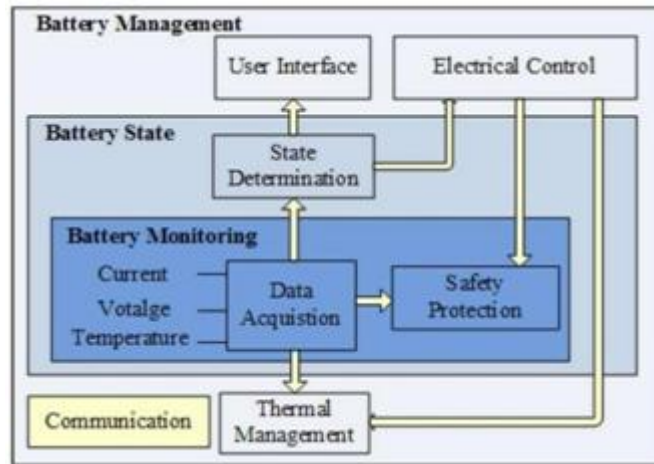 Battery Management
User Interface
Electrical Control
Battery State
State
Determination
Battery Monitoring
Current
Votalge
Temperature
Data
Acquistion
Safety
Protection
Communication
Thermal
Management